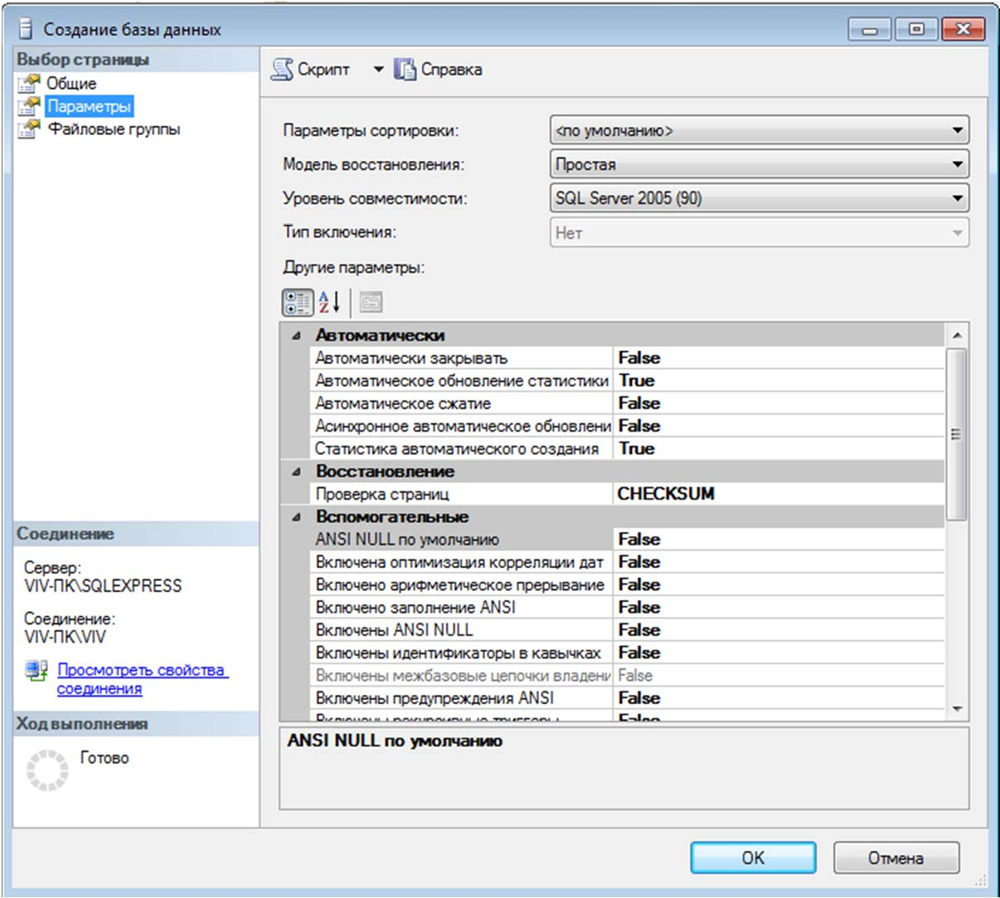 Создание базы данных
Выбор страницы
Общие
Параметры
Файловые группы
Соединение
Сервер:
VIV-ПК\SQLEXPRESS
Соединение:
VIV-ПК\VIV
Просмотреть свойства
соединения
Ход выполнения
Готово
Скрипт Справка
Параметры сортировки: <по умолчанию>
Модель восстановления: Простая
Уровень совместимости: SQL Server 2005 (90)
Тип включения: Нет
Другие параметры:
Автоматически
Автоматически закрывать False
Автоматическое обновление статистики True
Автоматическое сжатие False
Асинхронное автоматическое обновлени False
Статистика автоматического создания True
Восстановление
Проверка страниц CHECKSUM
Вспомогательные
ANSI NULL по умолчанию False
Включена оптимизация корреляции дат False
Включено арифметическое прерывание False
Включено заполнение ANSI False
Включены ANSI NULL False
Включены идентификаторы в кавычках False
Включены межбазовые цепочки владени False
Включены предупреждения ANSI False
Включены рекурсивные триггеры False
ANSI NULL по умолчанию
OK Отмена